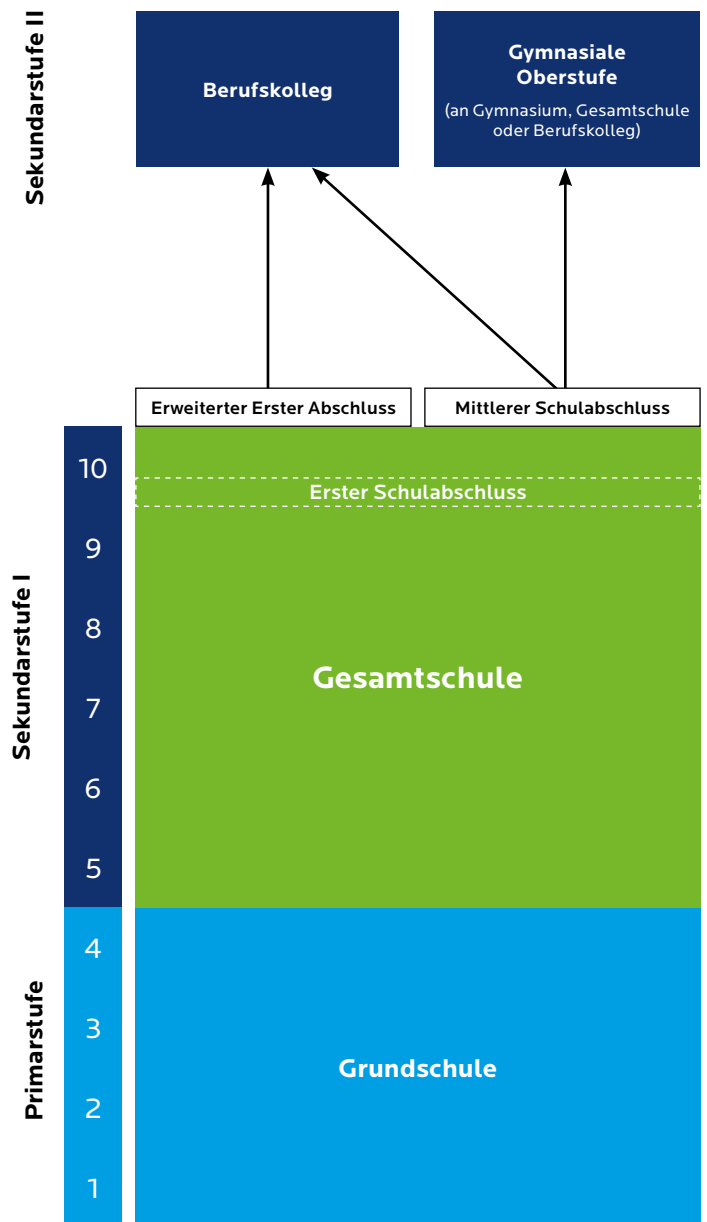 Sekundarstufe II
Berufskolleg
Gymnasiale
Oberstufe
(an Gymnasium, Gesamtschule
oder Berufskolleg)
Erweiterter Erster Abschluss
Mittlerer Schulabschluss
Sekundarstufe I
10
Erster Schulabschluss
9
8
Gesamtschule
7
6
5
Primarstufe
4
3
Grundschule
2
1